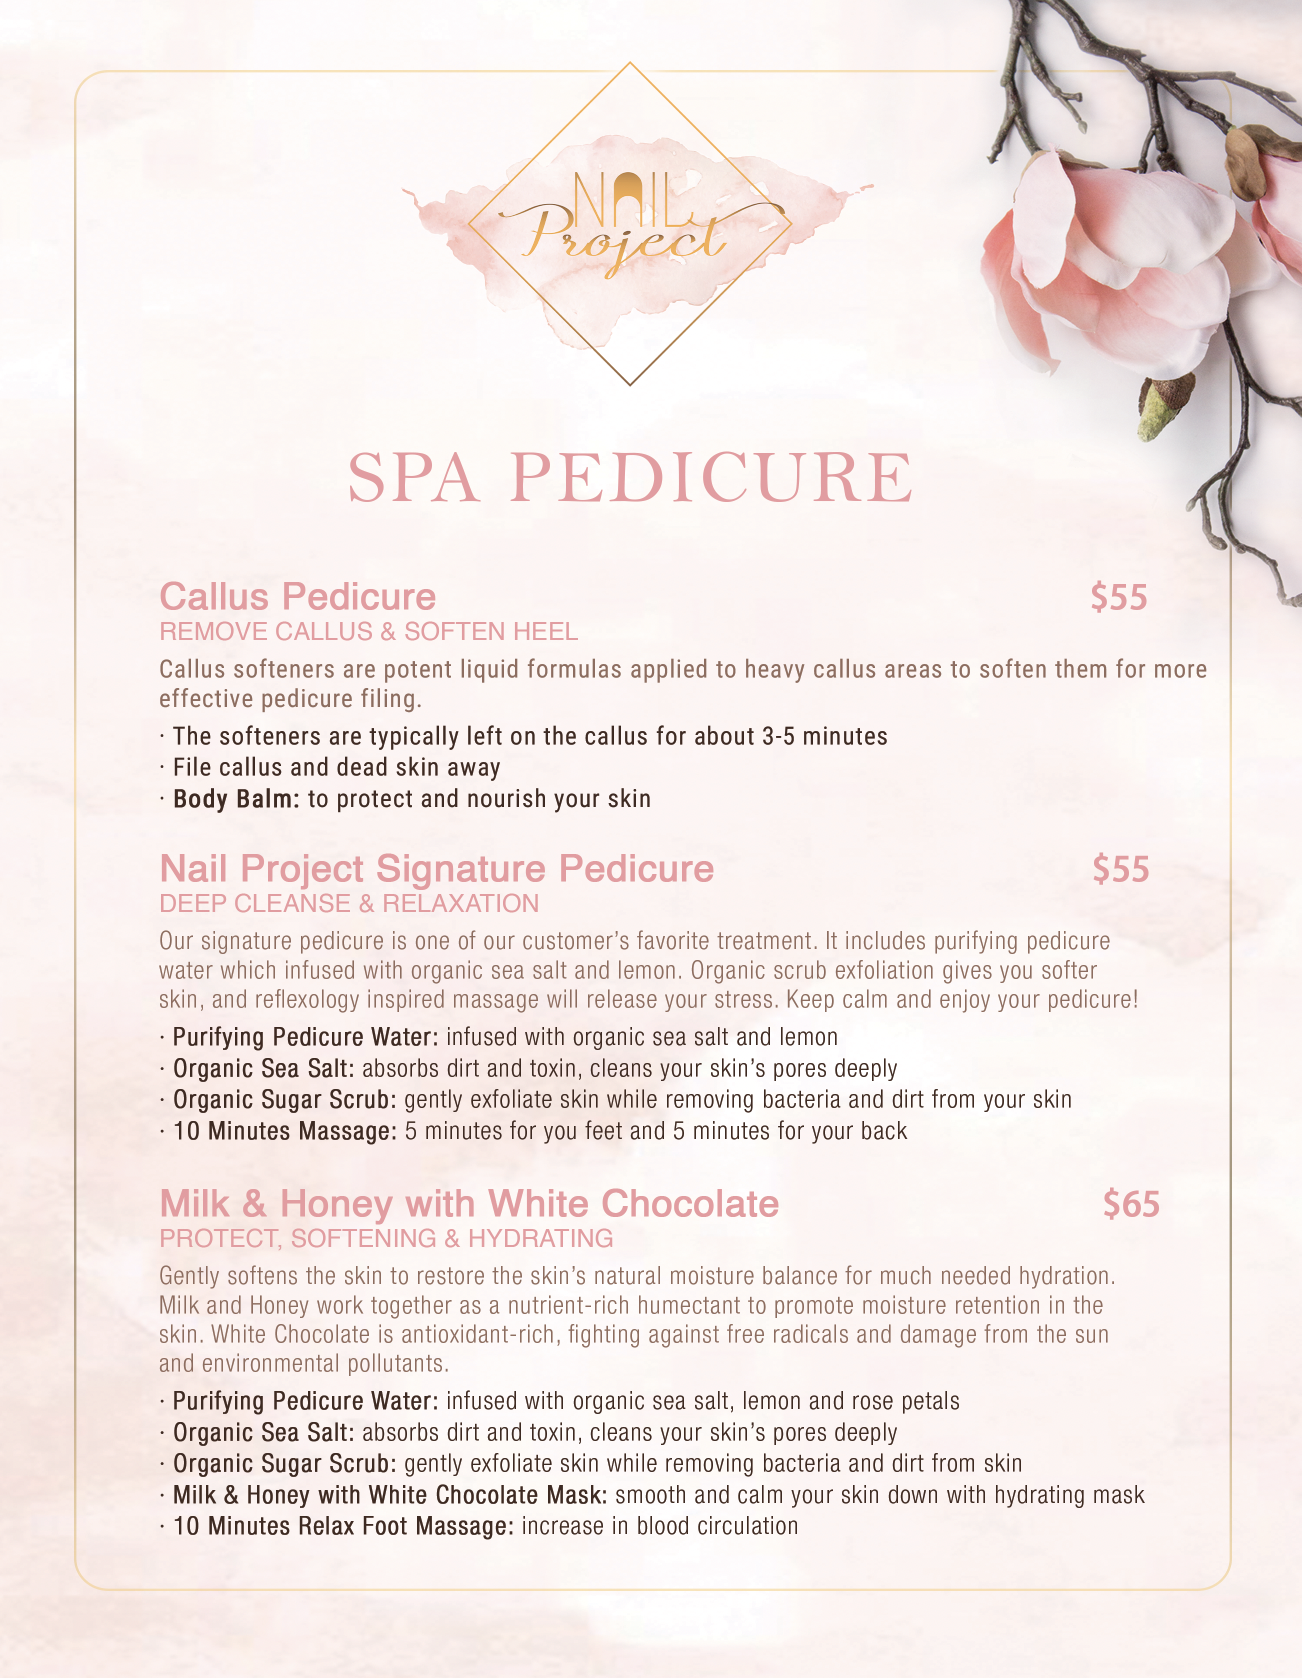 NAIL
Project
SPA PEDICURE
Callus Pedicure $55
REMOVE CALLUS & SOFTEN HEEL
Callus softeners are potent liquid formulas applied to heavy callus areas to soften them for more
effective pedicure filing.
· The softeners are typically left on the callus for about 3-5 minutes
· File callus and dead skin away
· Body Balm: to protect and nourish your skin
Nail Project Signature Pedicure $55
DEEP CLEANSE & RELAXATION
Our signature pedicure is one of our customer’s favorite treatment. It includes purifying pedicure
water which infused with organic sea salt and lemon. Organic scrub exfoliation gives you softer
skin, and reflexology inspired massage will release your stress. Keep calm and enjoy your pedicure!
· Purifying Pedicure Water: infused with organic sea salt and lemon
· Organic Sea Salt: absorbs dirt and toxin, cleans your skin’s pores deeply
· Organic Sugar Scrub: gently exfoliate skin while removing bacteria and dirt from your skin
· 10 Minutes Massage: 5 minutes for you feet and 5 minutes for your back
Milk & Honey with White Chocolate $65
PROTECT, SOFTENING & HYDRATING
Gently softens the skin to restore the skin’s natural moisture balance for much needed hydration.
Milk and Honey work together as a nutrient-rich humectant to promote moisture retention in the
skin. White Chocolate is antioxidant-rich, fighting against free radicals and damage from the sun
and environmental pollutants.
· Purifying Pedicure Water: infused with organic sea salt, lemon and rose petals
· Organic Sea Salt: absorbs dirt and toxin, cleans your skin’s pores deeply
· Organic Sugar Scrub: gently exfoliate skin while removing bacteria and dirt from skin
· Milk & Honey with White Chocolate Mask: smooth and calm your skin down with hydrating mask
· 10 Minutes Relax Foot Massage: increase in blood circulation